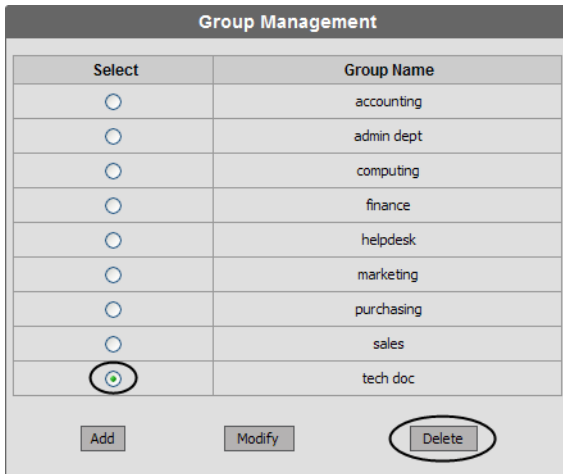 Group Management
Select Group Name
accounting
admin dept
computing
finance
helpdesk
marketing
purchasing
sales
tech doc
Add Modify Delete